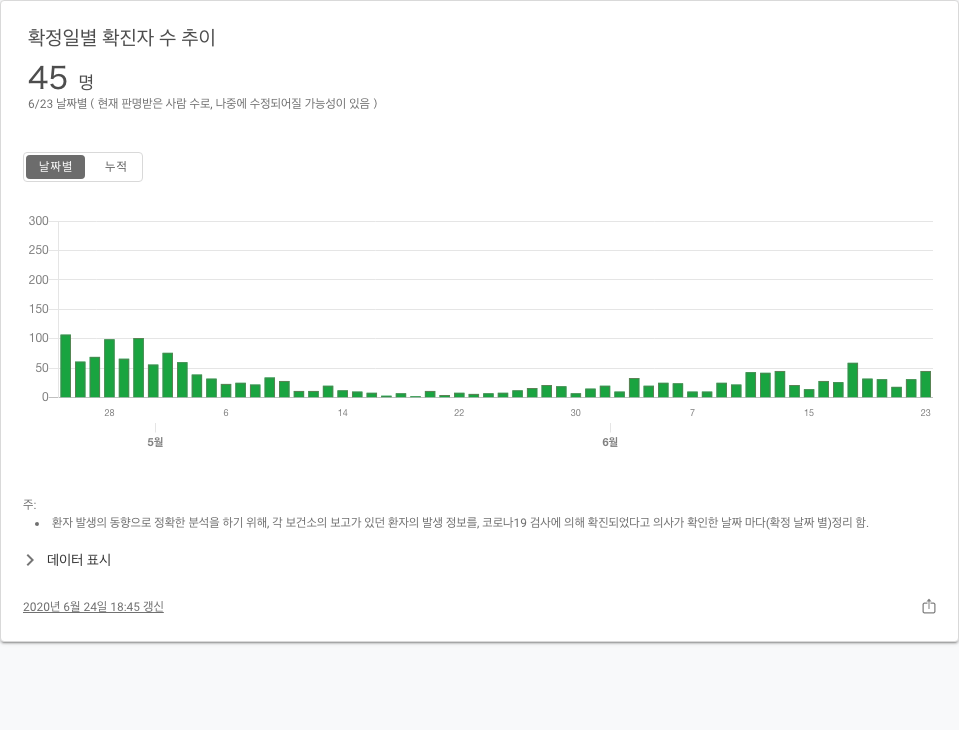 확정일별 확진자 수 추이
45 명
6/23 날짜별 ( 현재 판명받은 사람 수로, 나중에 수정되어질 가능성이 있음 )
날짜별 누적
300
250
200
150
100
50
0
28 6 14 22 30 7 15 23
5월 6월
주:
• 환자 발생의 동향으로 정확한 분석을 하기 위해, 각 보건소의 보고가 있던 환자의 발생 정보를, 코로나19 검사에 의해 확진되었다고 의사가 확인한 날짜 마다(확정 날짜 별)정리 함.
데이터 표시
2020년 6월 24일 18:45 갱신